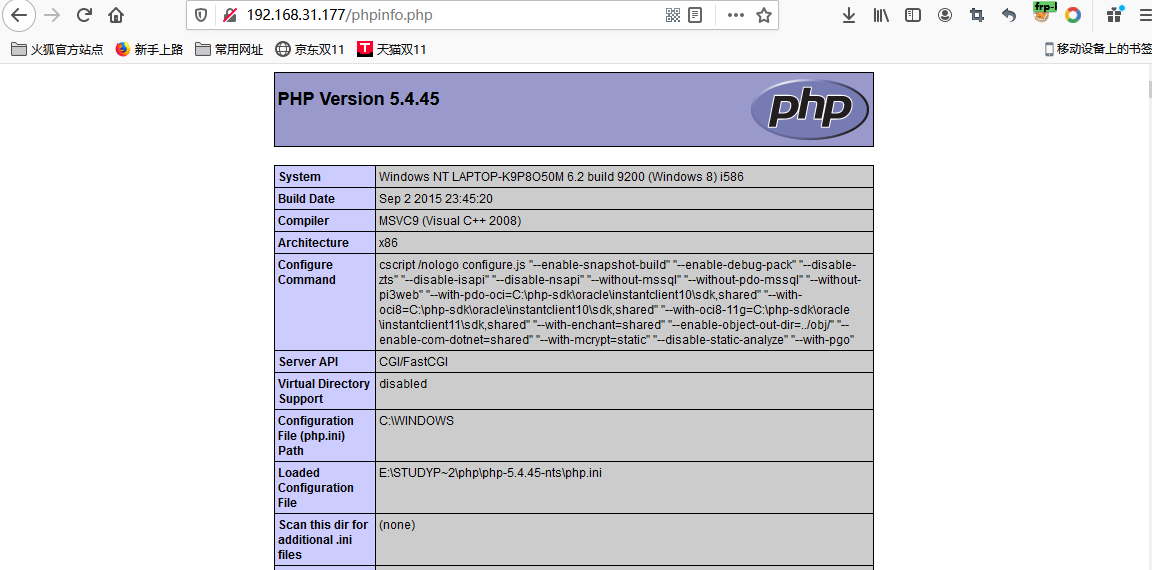 192.168.31.177/phpinfo.php
frp-l
火狐官方站点 新手上路 常用网址 京东双11 T 天猫双11 移动设备上的书签
PHP Version 5.4.45
php
System Windows NT LAPTOP-K9P8O50M 6.2 build 9200 (Windows 8) i586
Build Date Sep 2 2015 23:45:20
Compiler MSVC9 (Visual C++ 2008)
Architecture x86
Configure
Command
cscript /nologo configure.js "--enable-snapshot-build" "--enable-debug-pack" "--disable-
zts" "--disable-isapi" "--disable-nsapi" "--without-mssql" "--without-pdo-mssql" "--without-
pi3web" "--with-pdo-oci=C:\php-sdk\oracle\instantclient10\sdk,shared" "--with-
oci8=C:\php-sdk\oracle\instantclient10\sdk,shared" "--with-oci8-11g=C:\php-sdk\oracle
\instantclient11\sdk,shared" "--with-enchant=shared" "--enable-object-out-dir=../obj/" "--
enable-com-dotnet=shared" "--with-mcrypt=static" "--disable-static-analyze" "--with-pgo"
Server API CGI/FastCGI
Virtual Directory
Support
disabled
Configuration
File (php.ini)
Path
C:\WINDOWS
Loaded
Configuration
File
E:\STUDYP~2\php\php-5.4.45-nts\php.ini
Scan this dir for
additional .ini
files
(none)